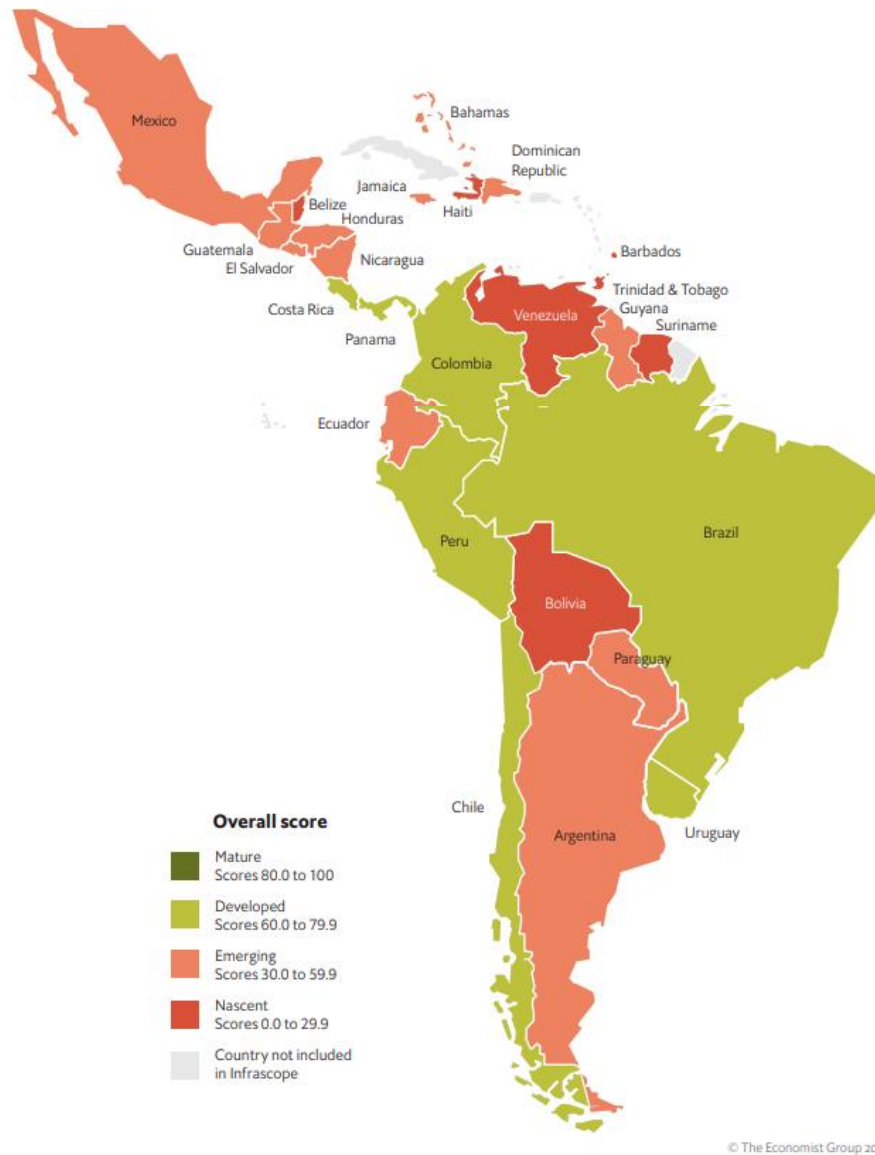 Mexico
Bahamas
Dominican
Republic
Jamaica
Haiti
Belize
Honduras
Guatemala
El Salvador
Nicaragua
Barbados
Trinidad & Tobago
Guyana
Suriname
Costa Rica
Panama
Venezuela
Colombia
Ecuador
Peru
Brazil
Bolivia
Paraguay
Chile
Argentina
Uruguay
Overall score
Mature
Scores 80.0 to 100
Developed
Scores 60.0 to 79.9
Emerging
Scores 30.0 to 59.9
Nascent
Scores 0.0 to 29.9
Country not included
in Infrascope
© The Economist Group